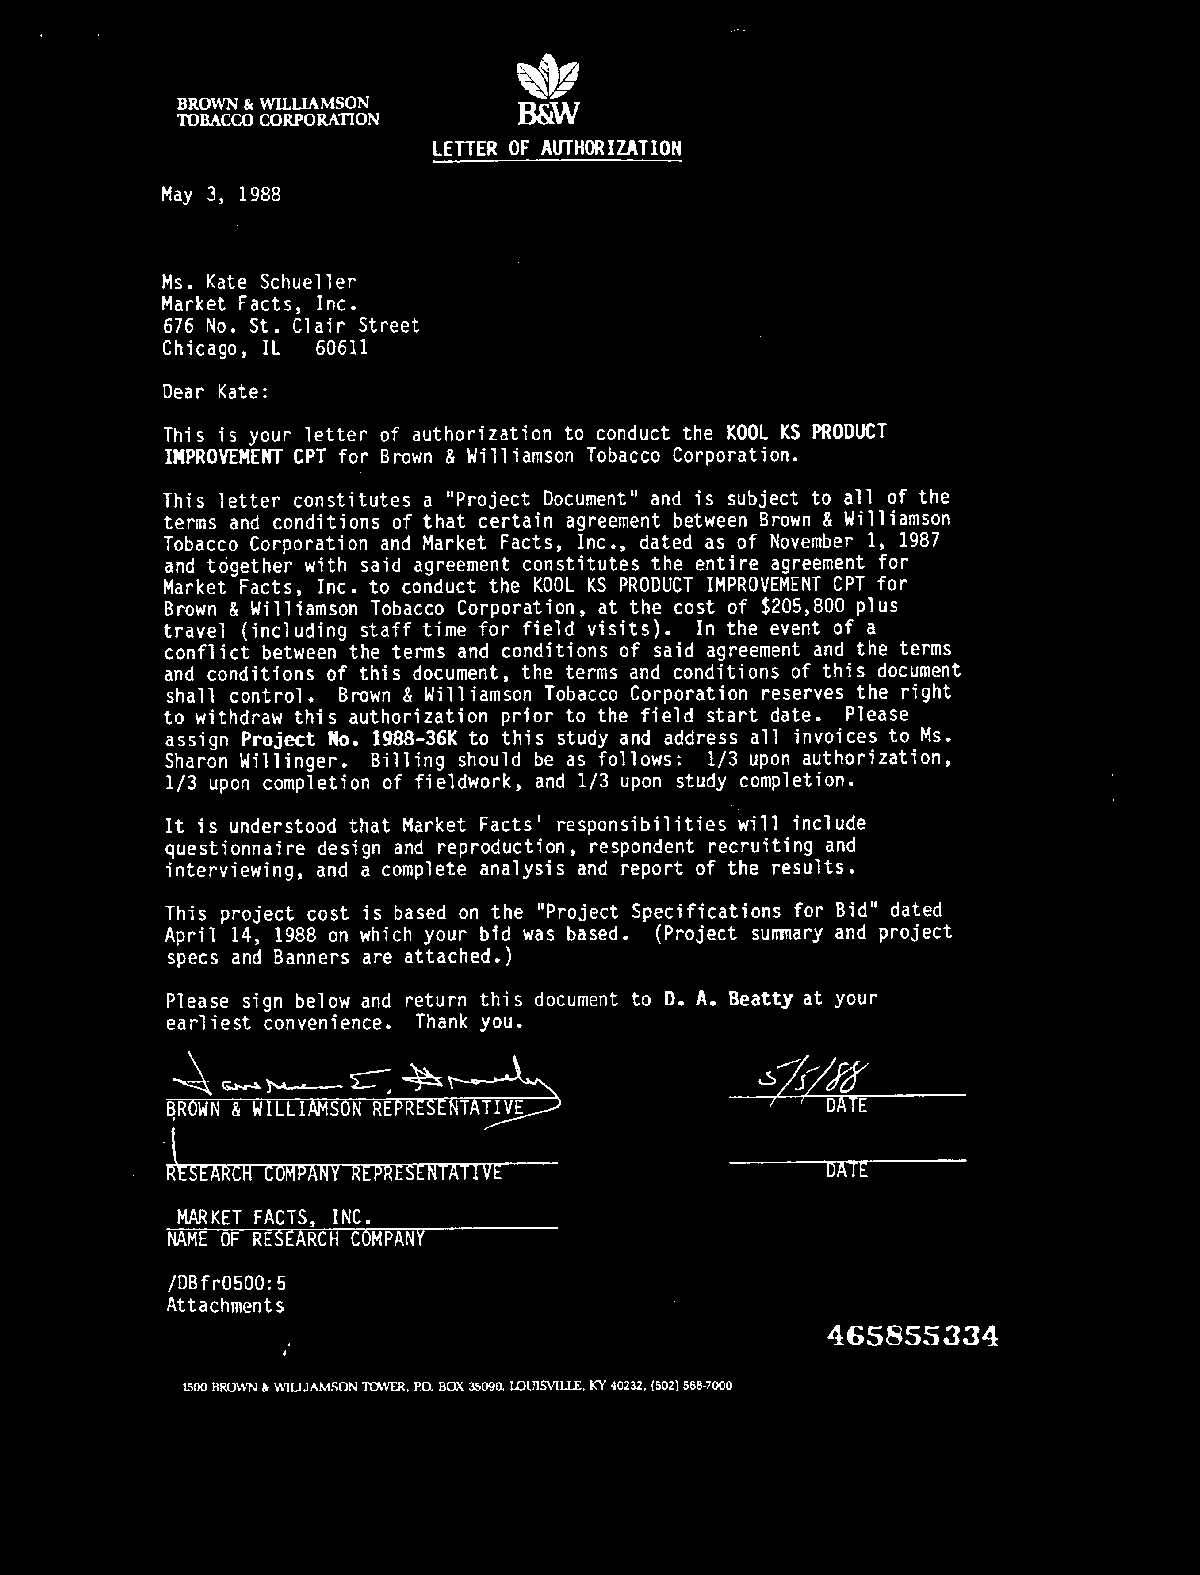 BROWN & WILLIAMSON
TOBACCO CORPORATION
B&W
LETTER OF AUTHORIZATION
May 3, 1988
Ms. Kate Schueller
Market Facts, Inc.
676 No. St. Clair Street
Chicago, IL 60611
Dear Kate:
This is your letter of authorization to conduct the KOOL KS PRODUCT
IMPROVEMENT CPT for Brown & Williamson Tobacco Corporation.
This letter constitutes a "Project Document" and is subject to all of the
terms and conditions of that certain agreement between Brown & Williamson
Tobacco Corporation and Market Facts, Inc., dated as of November 1, 1987
and together with said agreement constitutes the entire agreement for
Market Facts, Inc. to conduct the KOOL KS PRODUCT IMPROVEMENT CPT for
Brown & Williamson Tobacco Corporation, at the cost of $205,800 plus
travel (including staff time for field visits). In the event of a
conflict between the terms and conditions of said agreement and the terms
and conditions of this document, the terms and conditions of this document
shall control. Brown & Williamson Tobacco Corporation reserves the right
to withdraw this authorization prior to the field start date. Please
assign Project No. 1988-36K to this study and address all invoices to Ms.
Sharon Willinger. Billing should be as follows: 1/3 upon authorization,
1/3 upon completion of fieldwork, and 1/3 upon study completion.
It is understood that Market Facts' responsibilities will include
questionnaire design and reproduction, respondent recruiting and
interviewing, and a complete analysis and report of the results.
This project cost is based on the "Project Specifications for Bid" dated
April 14, 1988 on which your bid was based. (Project summary and project
specs and Banners are attached.)
Please sign below and return this document to D. A. Beatty at your
earliest convenience. Thank you.
5/5/88
BROWN & WILLIAMSON REPRESENTATIVE DATE
RESEARCH COMPANY REPRESENTATIVE DATE
MARKET FACTS, INC.
NAME OF RESEARCH COMPANY
/DBfr0500:5
Attachments
465855334
1500 BROWN & WILLIAMSON TOWER, P.O. BOX 35090, LOUISVILLE, KY 40232, (502) 568-7000